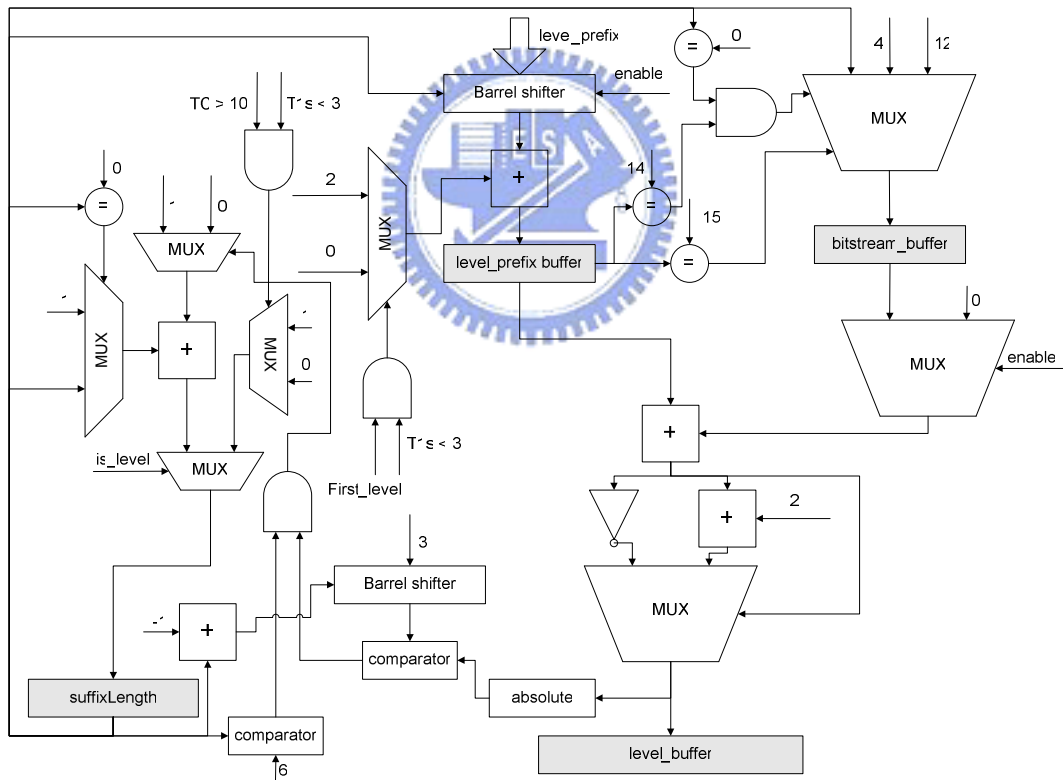 leve_prefix
0
4
12
=
enable
Barrel shifter
TC > 10
T's < 3
MUX
E S A
+
2
14
0
0
=
15
=
=
MUX
MUX
0
level_prefix buffer
bitstream_buffer
0
MUX
+
MUX
0
MUX
enable
T's < 3
+
is_level
MUX
First_level
2
+
3
Barrel shifter
MUX
-1
+
comparator
suffixLength
absolute
comparator
level_buffer
6